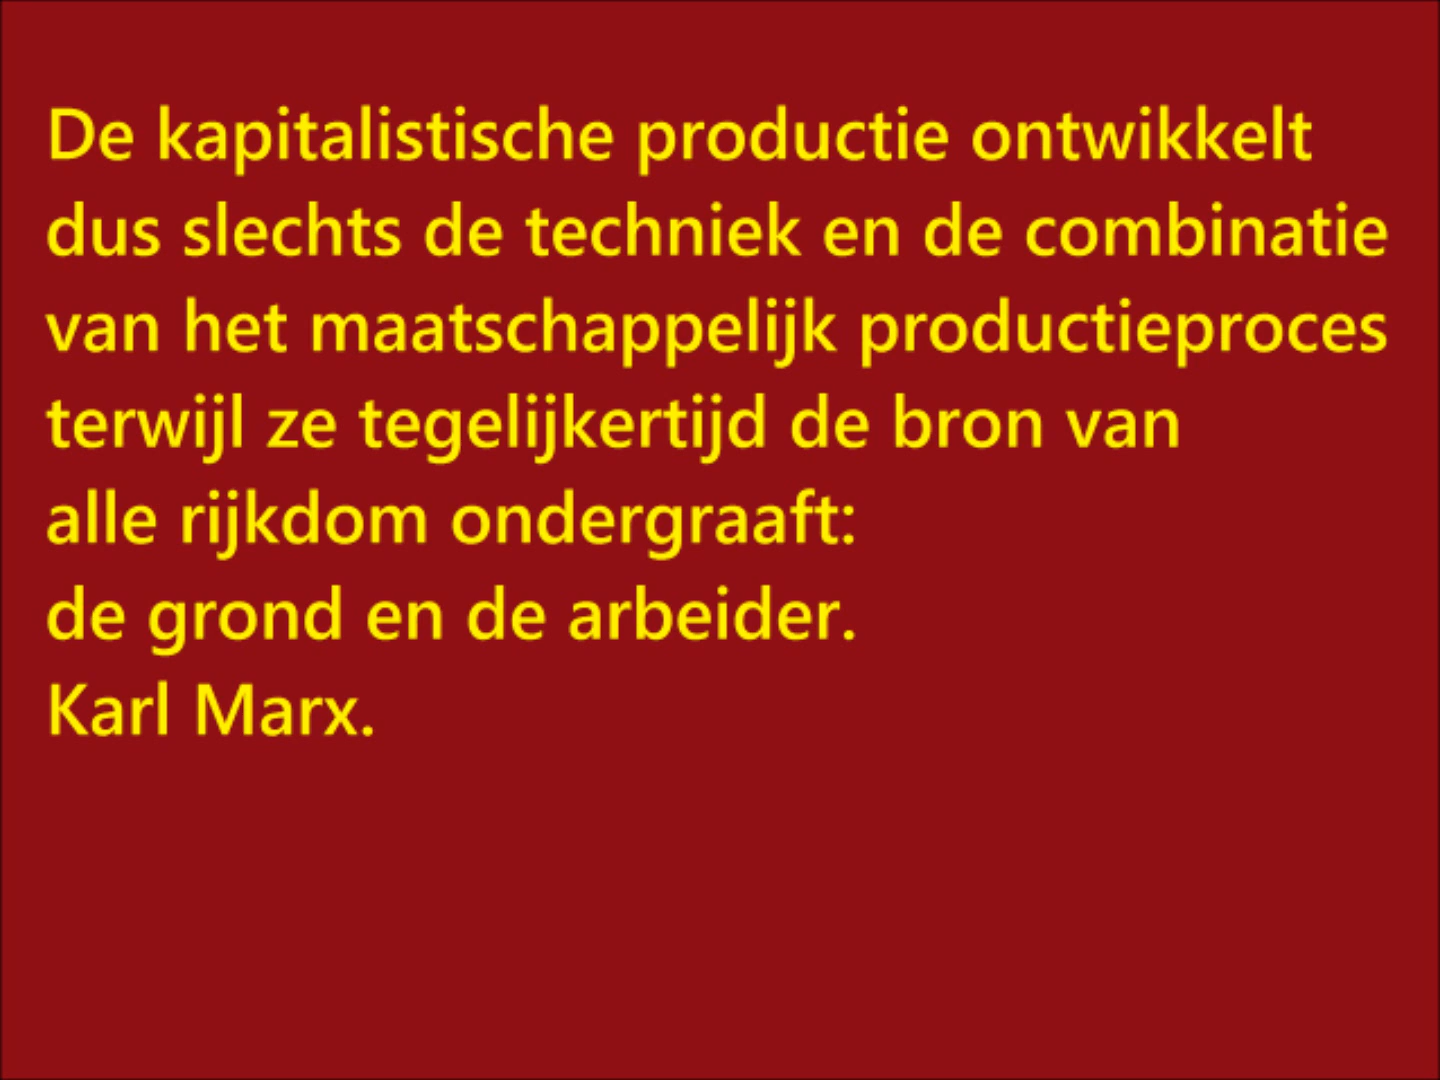 De kapitalistische productie ontwikkelt
dus slechts de techniek en de combinatie
van het maatschappelijk productieproces
terwijl ze tegelijkertijd de bron van
alle rijkdom ondergraaft:
de grond en de arbeider.
Karl Marx.